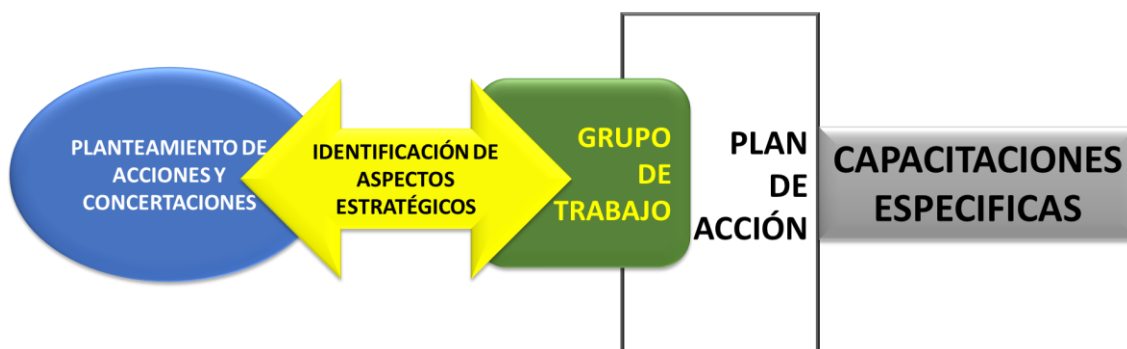 PLANTEAMIENTO DE
ACCIONES Y
CONCERTACIONES
IDENTIFICACIÓN DE
ASPECTOS
ESTRATÉGICOS
GRUPO
DE
TRABAJO
PLAN
DE
ACCIÓN
CAPACITACIONES
ESPECIFICAS